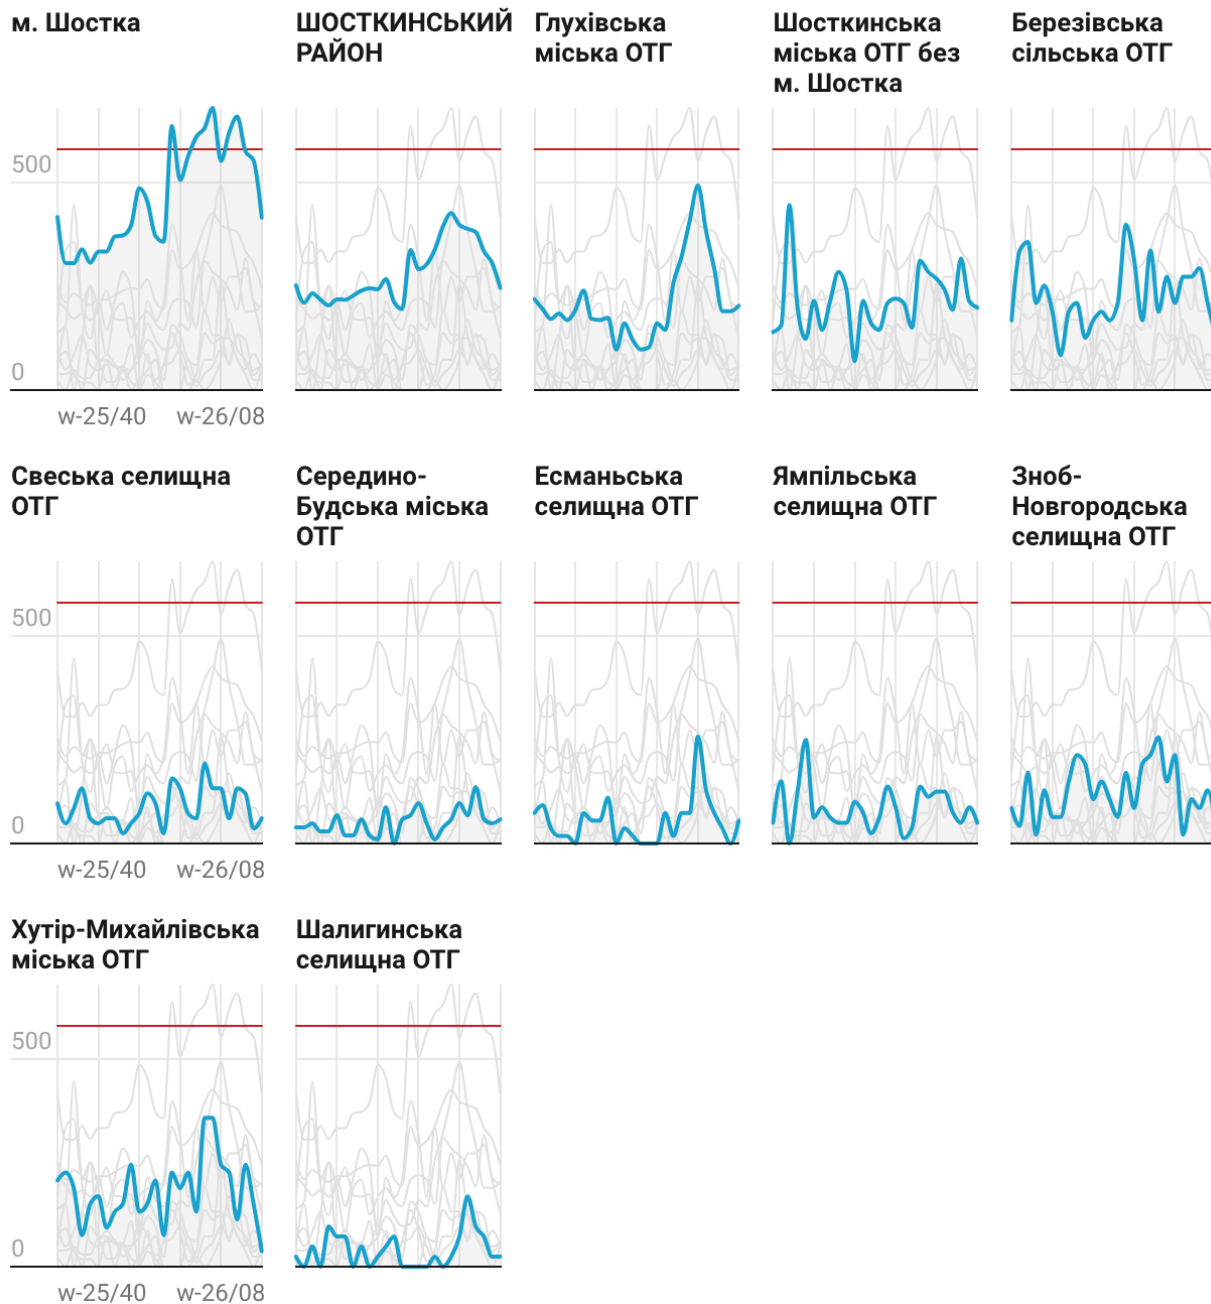 м. Шостка
ШОСТКИНСЬКИЙ
РАЙОН
Глухівська
міська ОТГ
Шосткинська
міська ОТГ без
м. Шостка
Березівська
сільська ОТГ
500
0
w-25/40
w-26/08
Свеська селищна
ОТГ
Середино-
Будська міська
ОТГ
Есманьська
селищна ОТГ
Ямпільська
селищна ОТГ
Зноб-
Новгородська
селищна ОТГ
500
0
w-25/40
w-26/08
Хутір-Михайлівська
міська ОТГ
Шалигинська
селищна ОТГ
500
0
w-25/40
w-26/08